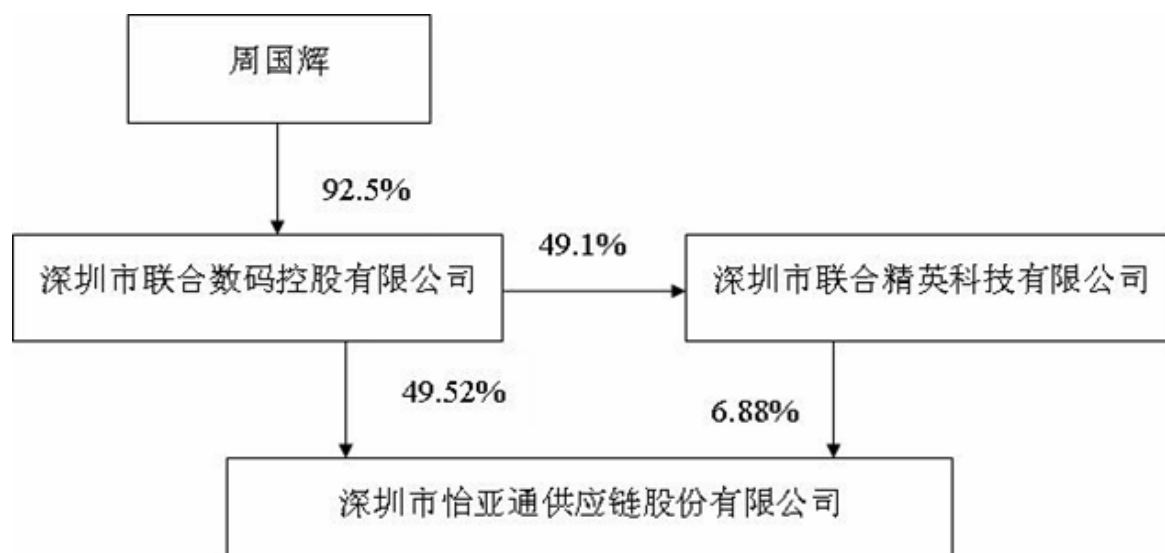 周国辉
92.5%
深圳市联合数码控股有限公司
49.1%
深圳市联合精英科技有限公司
49.52%
6.88%
深圳市怡亚通供应链股份有限公司